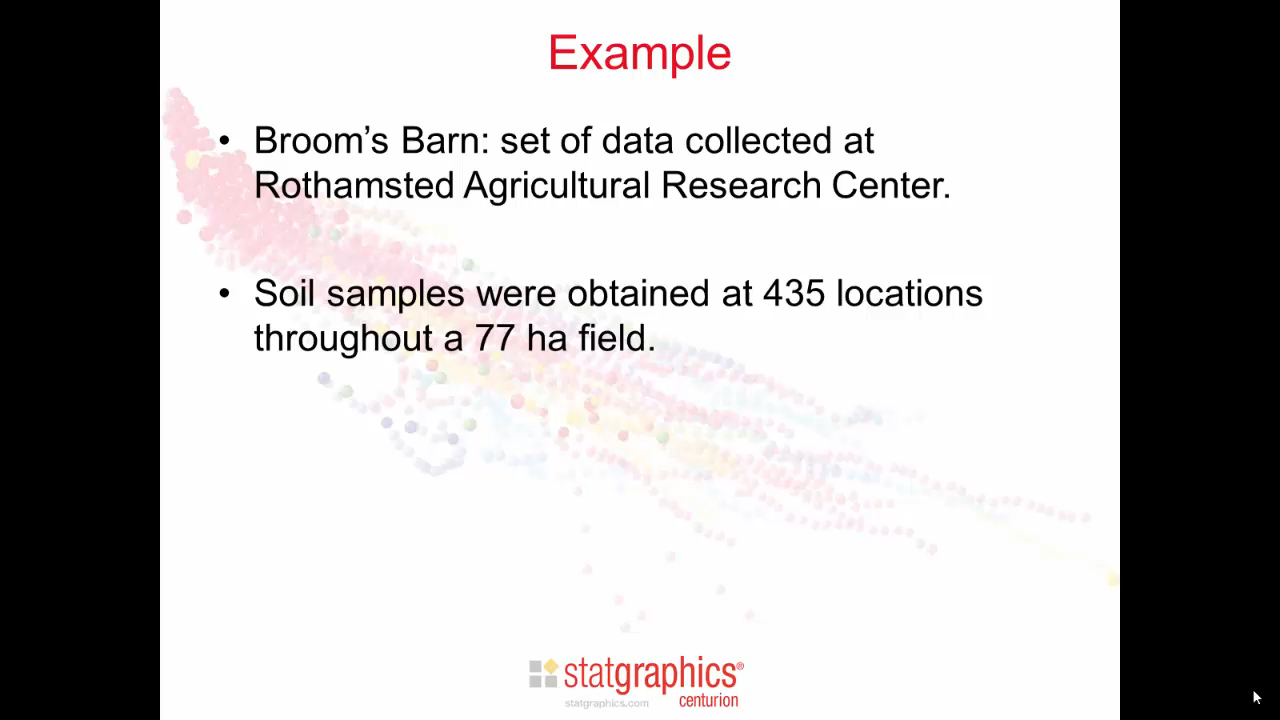 Example
• Broom’s Barn: set of data collected at
Rothamsted Agricultural Research Center.
• Soil samples were obtained at 435 locations
throughout a 77 ha field.
statgraphics®
statgraphics.com centurion